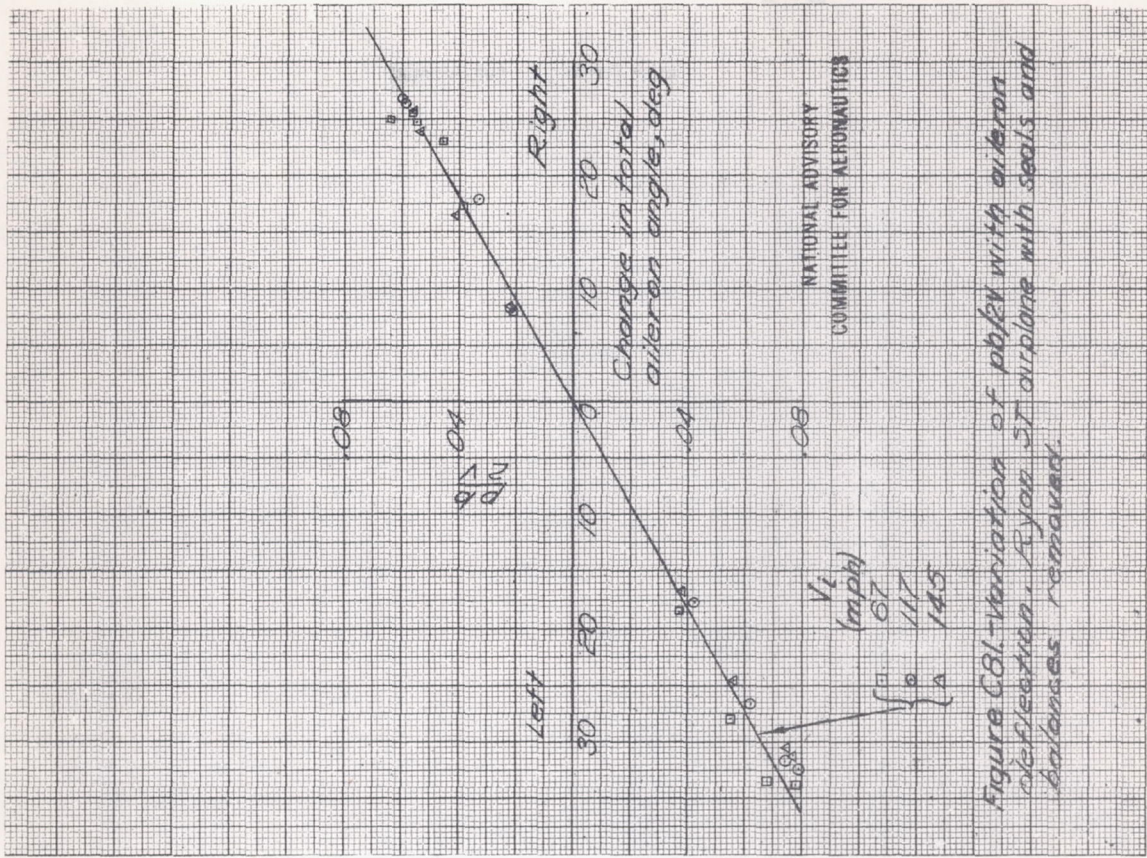 .08
.04
pb
2V
Left
Right
30
20
10
0
10
20
30
Change in total
aileron angle, deg
.04
.08
Vi
(mph)
67
117
145
NATIONAL ADVISORY
COMMITTEE FOR AERONAUTICS
Variation of pb/2V with aileron
deflection. Ryan ST airplane with seals and
balances removed.